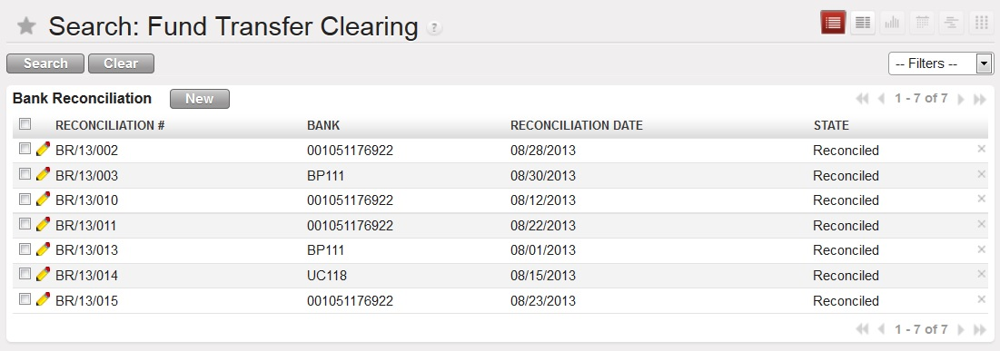 Search: Fund Transfer Clearing ?
Search Clear -- Filters --
Bank Reconciliation New 1 - 7 of 7
RECONCILIATION # BANK RECONCILIATION DATE STATE
BR/13/002 001051176922 08/28/2013 Reconciled
BR/13/003 BP111 08/30/2013 Reconciled
BR/13/010 001051176922 08/12/2013 Reconciled
BR/13/011 001051176922 08/22/2013 Reconciled
BR/13/013 BP111 08/01/2013 Reconciled
BR/13/014 UC118 08/15/2013 Reconciled
BR/13/015 001051176922 08/23/2013 Reconciled
1 - 7 of 7